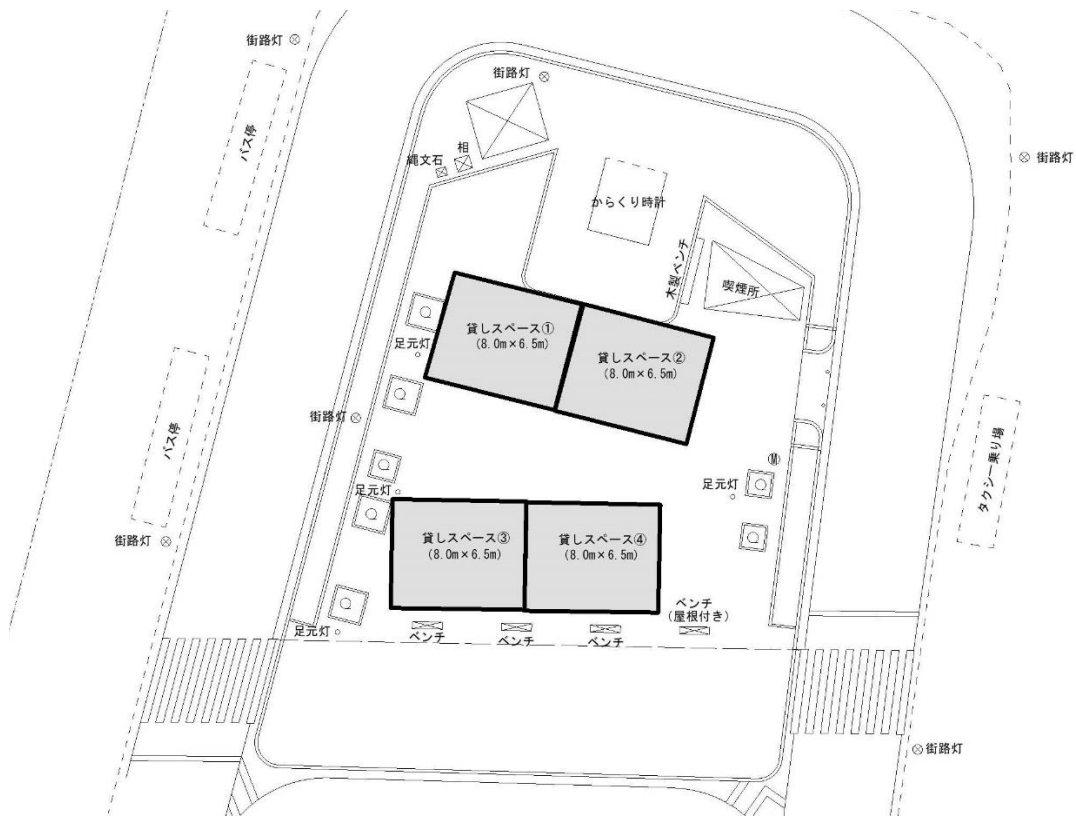 街路灯
街路灯
バス停
縄文石
相
街路灯
からくり時計
木製ベンチ
喫煙所
貸しスペース①
(8.0m×6.5m)
貸しスペース②
(8.0m×6.5m)
足元灯
街路灯
バス停
足元灯
Ⓜ
足元灯
タクシー乗り場
街路灯
貸しスペース③
(8.0m×6.5m)
貸しスペース④
(8.0m×6.5m)
ベンチ
(屋根付き)
足元灯
ベンチ
ベンチ
ベンチ
街路灯